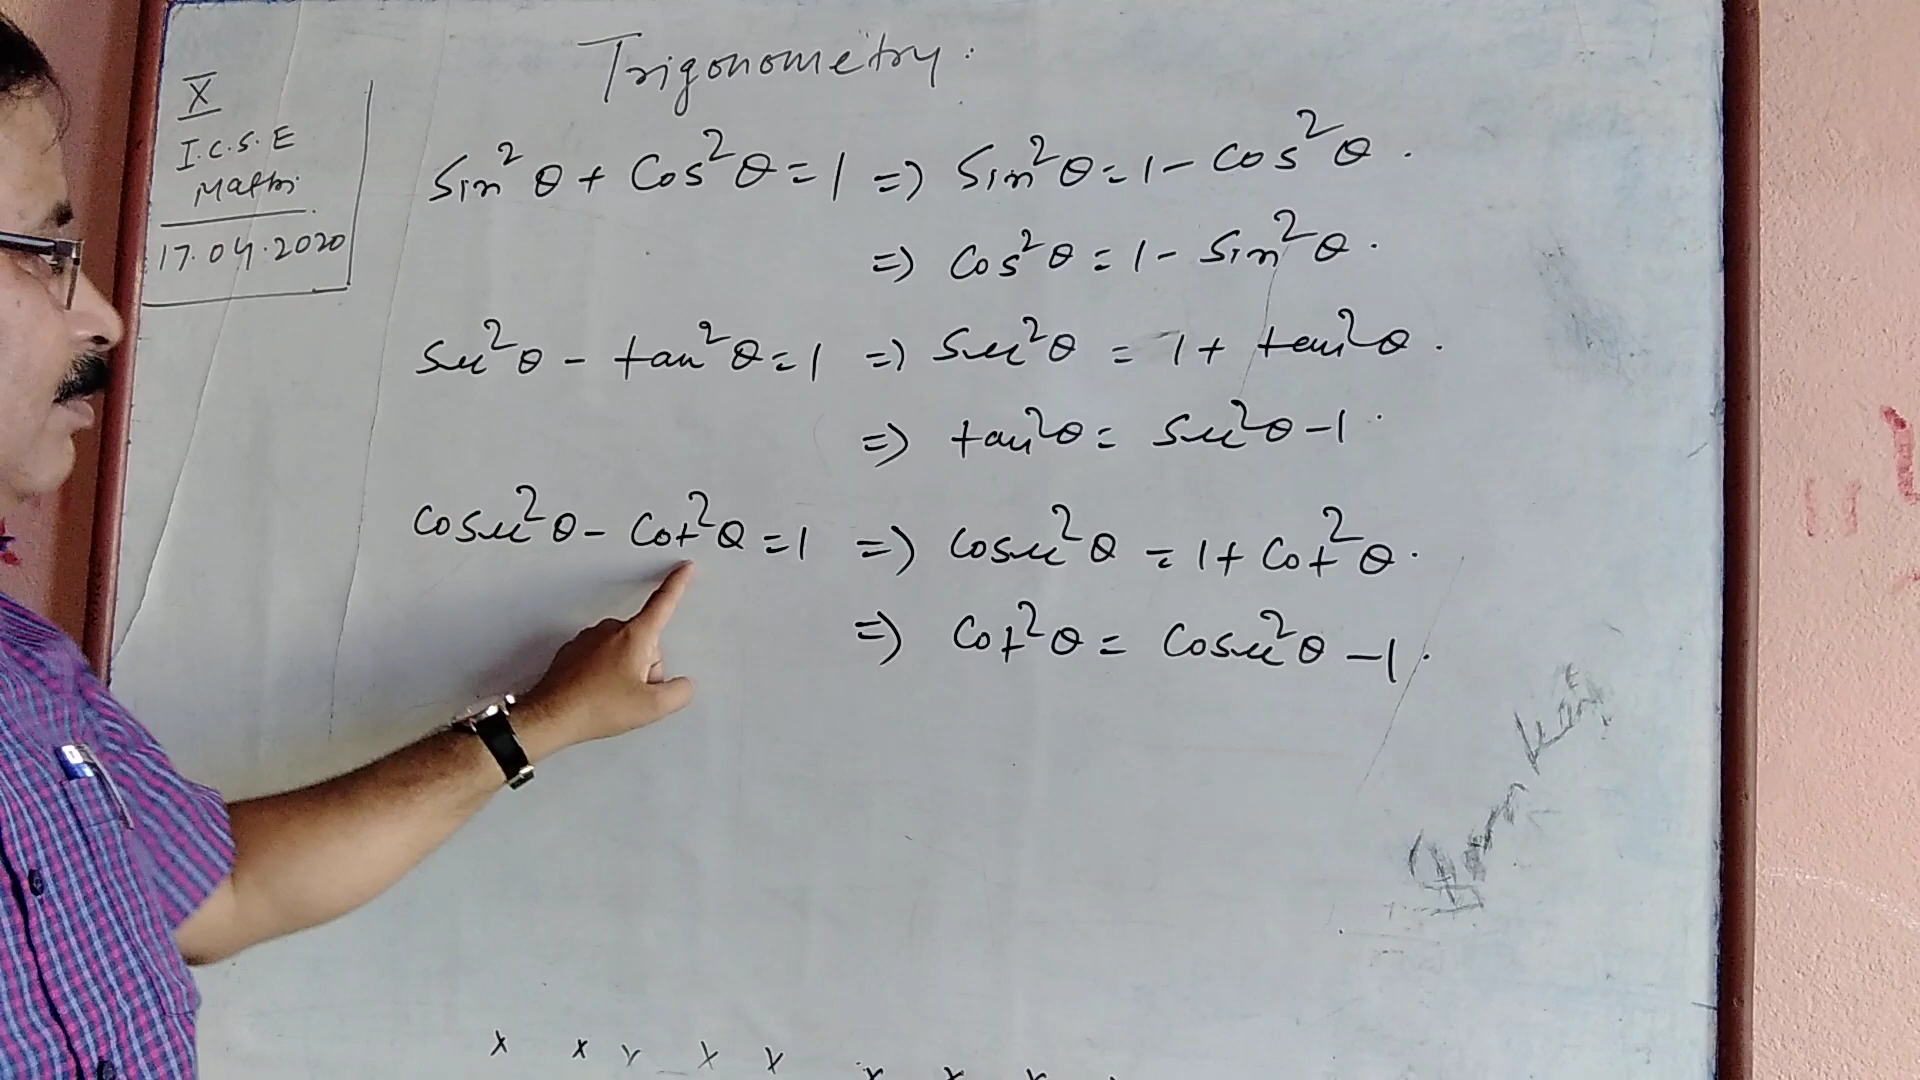 Trigonometry:
X
I.C.S.E
Maths
17.04.2020
Sin²θ + Cos²θ = 1 => Sin²θ = 1 - Cos²θ.
=> Cos²θ = 1 - Sin²θ.
Sec²θ - tan²θ = 1 => Sec²θ = 1 + tan²θ.
=> tan²θ = Sec²θ - 1.
Cosec²θ - Cot²θ = 1 => Cosec²θ = 1 + Cot²θ.
=> Cot²θ = Cosec²θ - 1.
x x x x x x x x